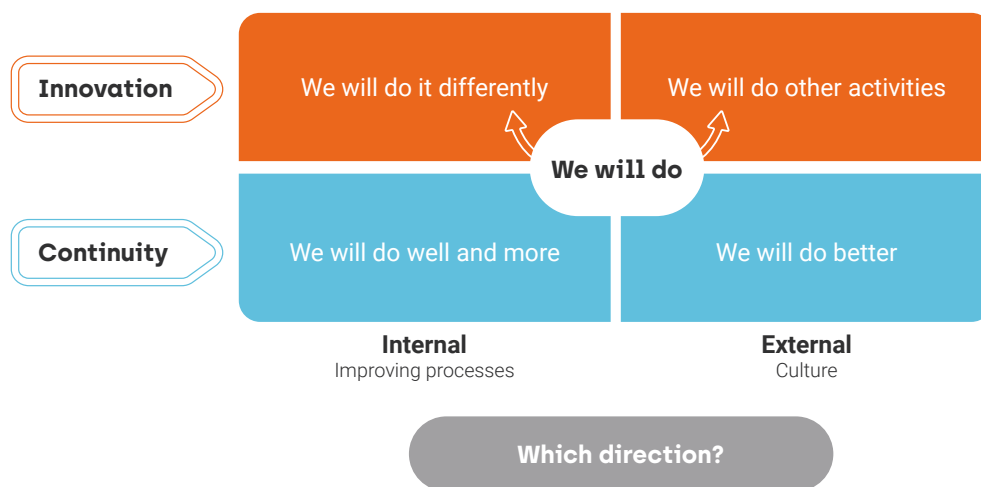 Innovation
We will do it differently
We will do other activities
We will do
Continuity
We will do well and more
We will do better
Internal
Improving processes
External
Culture
Which direction?